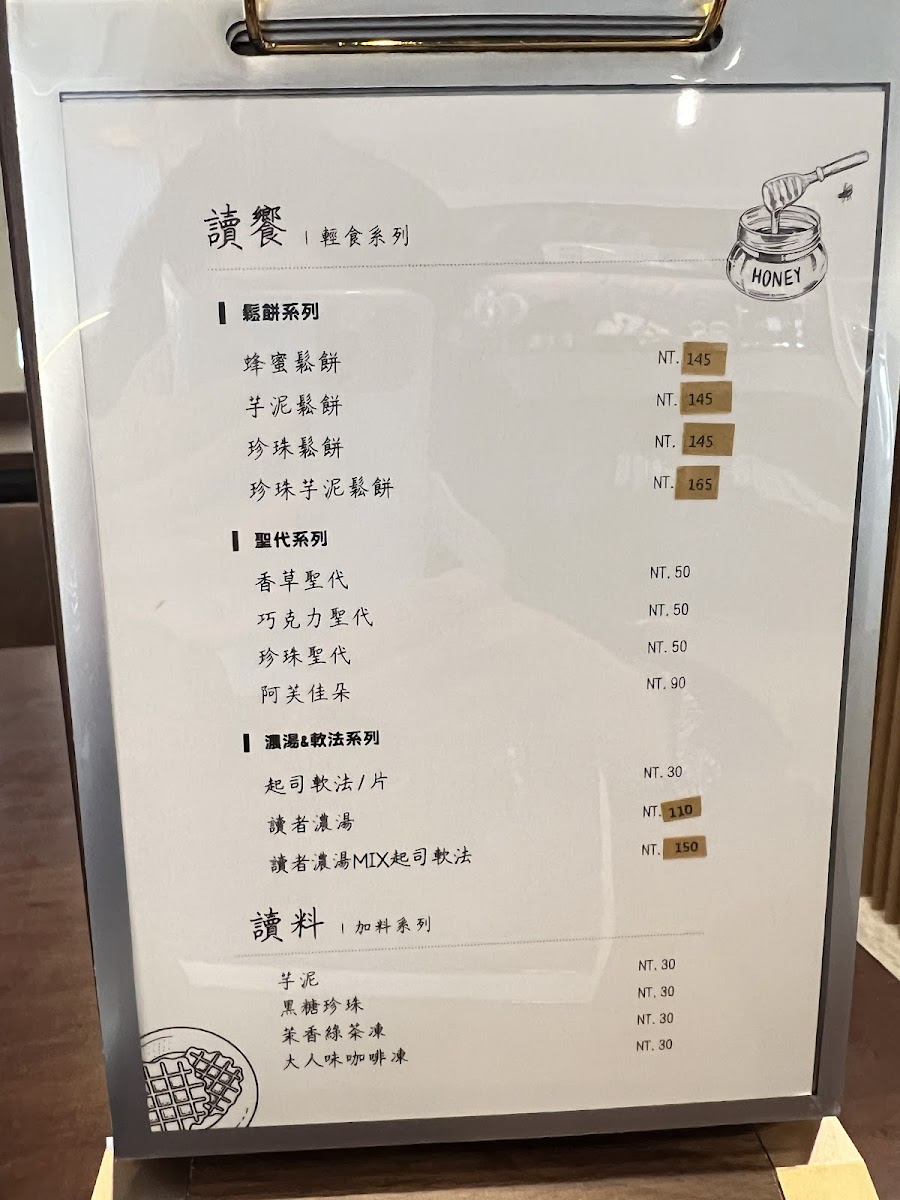 HONEY
讀饗 | 輕食系列
鬆餅系列
蜂蜜鬆餅 NT. 145
芋泥鬆餅 NT. 145
珍珠鬆餅 NT. 145
珍珠芋泥鬆餅 NT. 165
聖代系列
香草聖代 NT. 50
巧克力聖代 NT. 50
珍珠聖代 NT. 50
阿芙佳朵 NT. 90
濃湯&軟法系列
起司軟法/片 NT. 30
讀者濃湯 NT. 110
讀者濃湯MIX起司軟法 NT. 150
讀料 | 加料系列
芋泥 NT. 30
黑糖珍珠 NT. 30
茉香綠茶凍 NT. 30
大人味咖啡凍 NT. 30